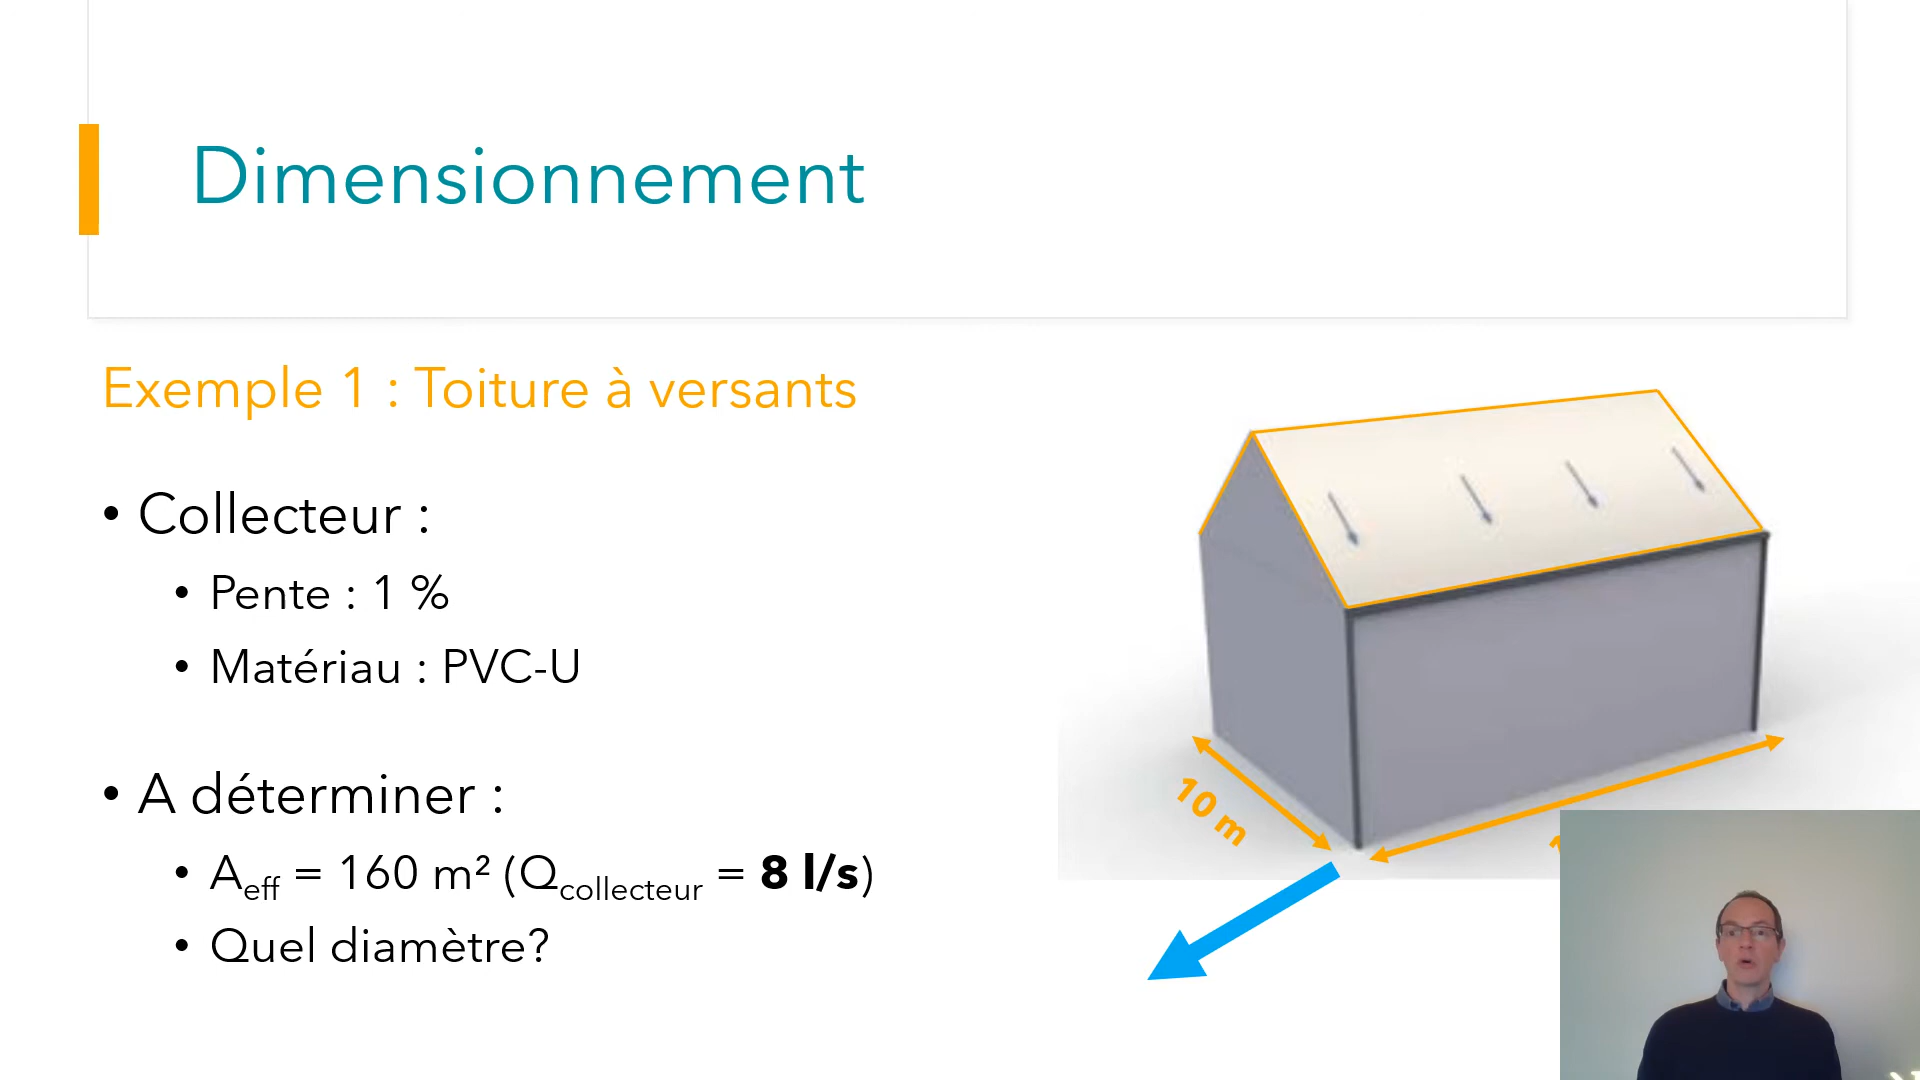 Dimensionnement
Exemple 1 : Toiture à versants
• Collecteur :
• Pente : 1 %
• Matériau : PVC-U
• A déterminer :
• Aeff = 160 m² (Qcollecteur = 8 l/s)
• Quel diamètre?
10 m